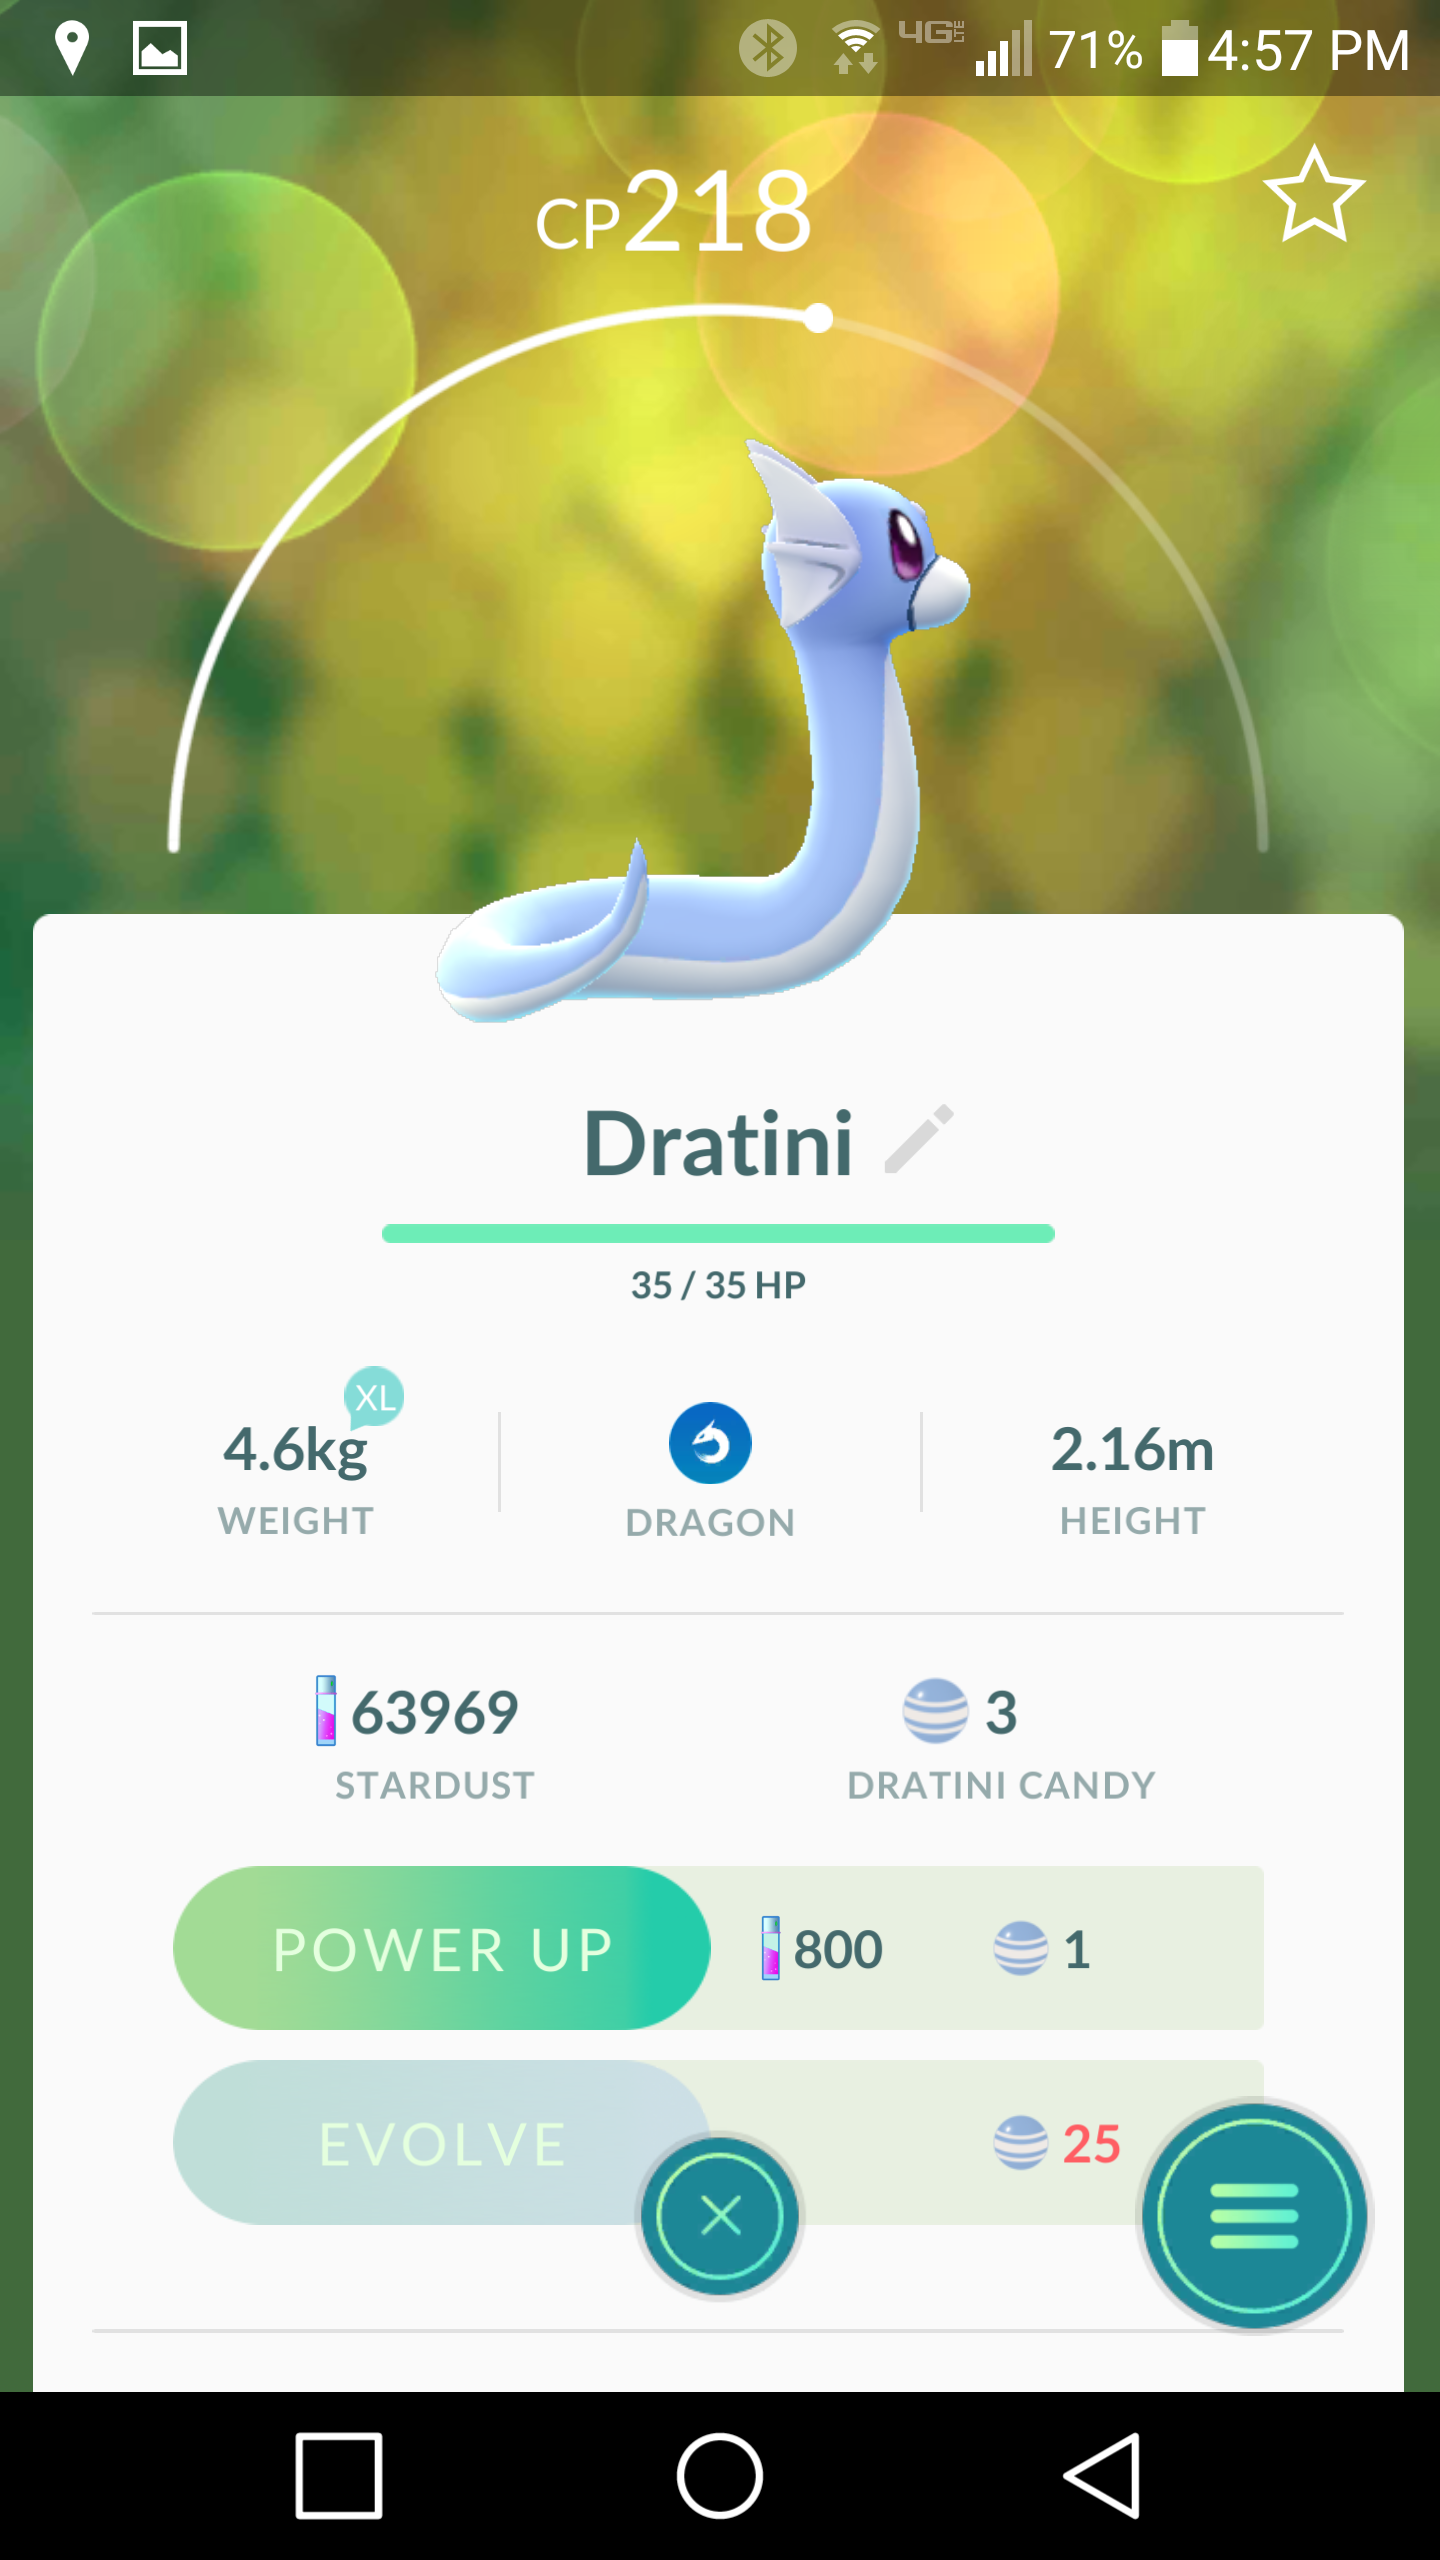 4G LTE 71% 4:57 PM
CP218
Dratini
35 / 35 HP
XL
4.6kg
WEIGHT
DRAGON
2.16m
HEIGHT
63969
STARDUST
3
DRATINI CANDY
POWER UP 800 1
EVOLVE 25